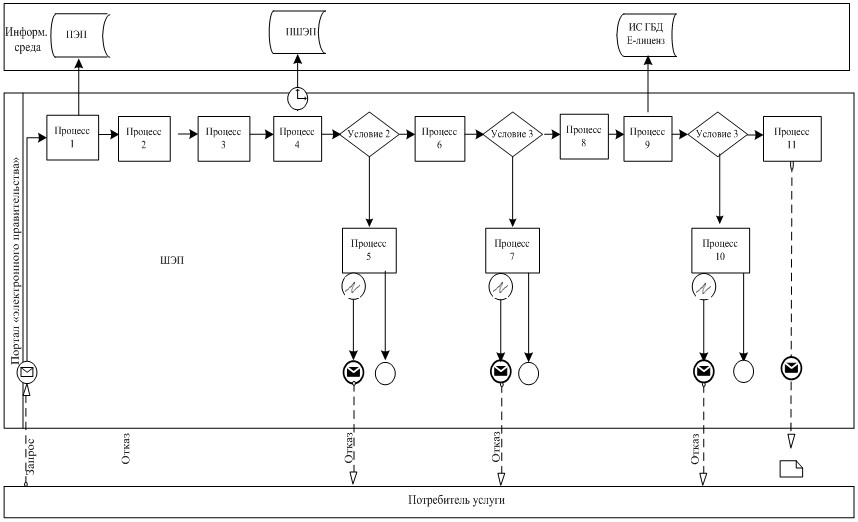 Информ.
среда
ПЭП
ПШЭП
ИС ГБД
Е-лиценз
Портал «электронного правительства»
Процесс
1
Процесс
2
Процесс
3
Процесс
4
Условие 2
Процесс
6
Условие 3
Процесс
8
Процесс
9
Условие 3
Процесс
11
Процесс
5
Процесс
7
Процесс
10
ШЭП
Запрос
Отказ
Отказ
Отказ
Отказ
Потребитель услуги